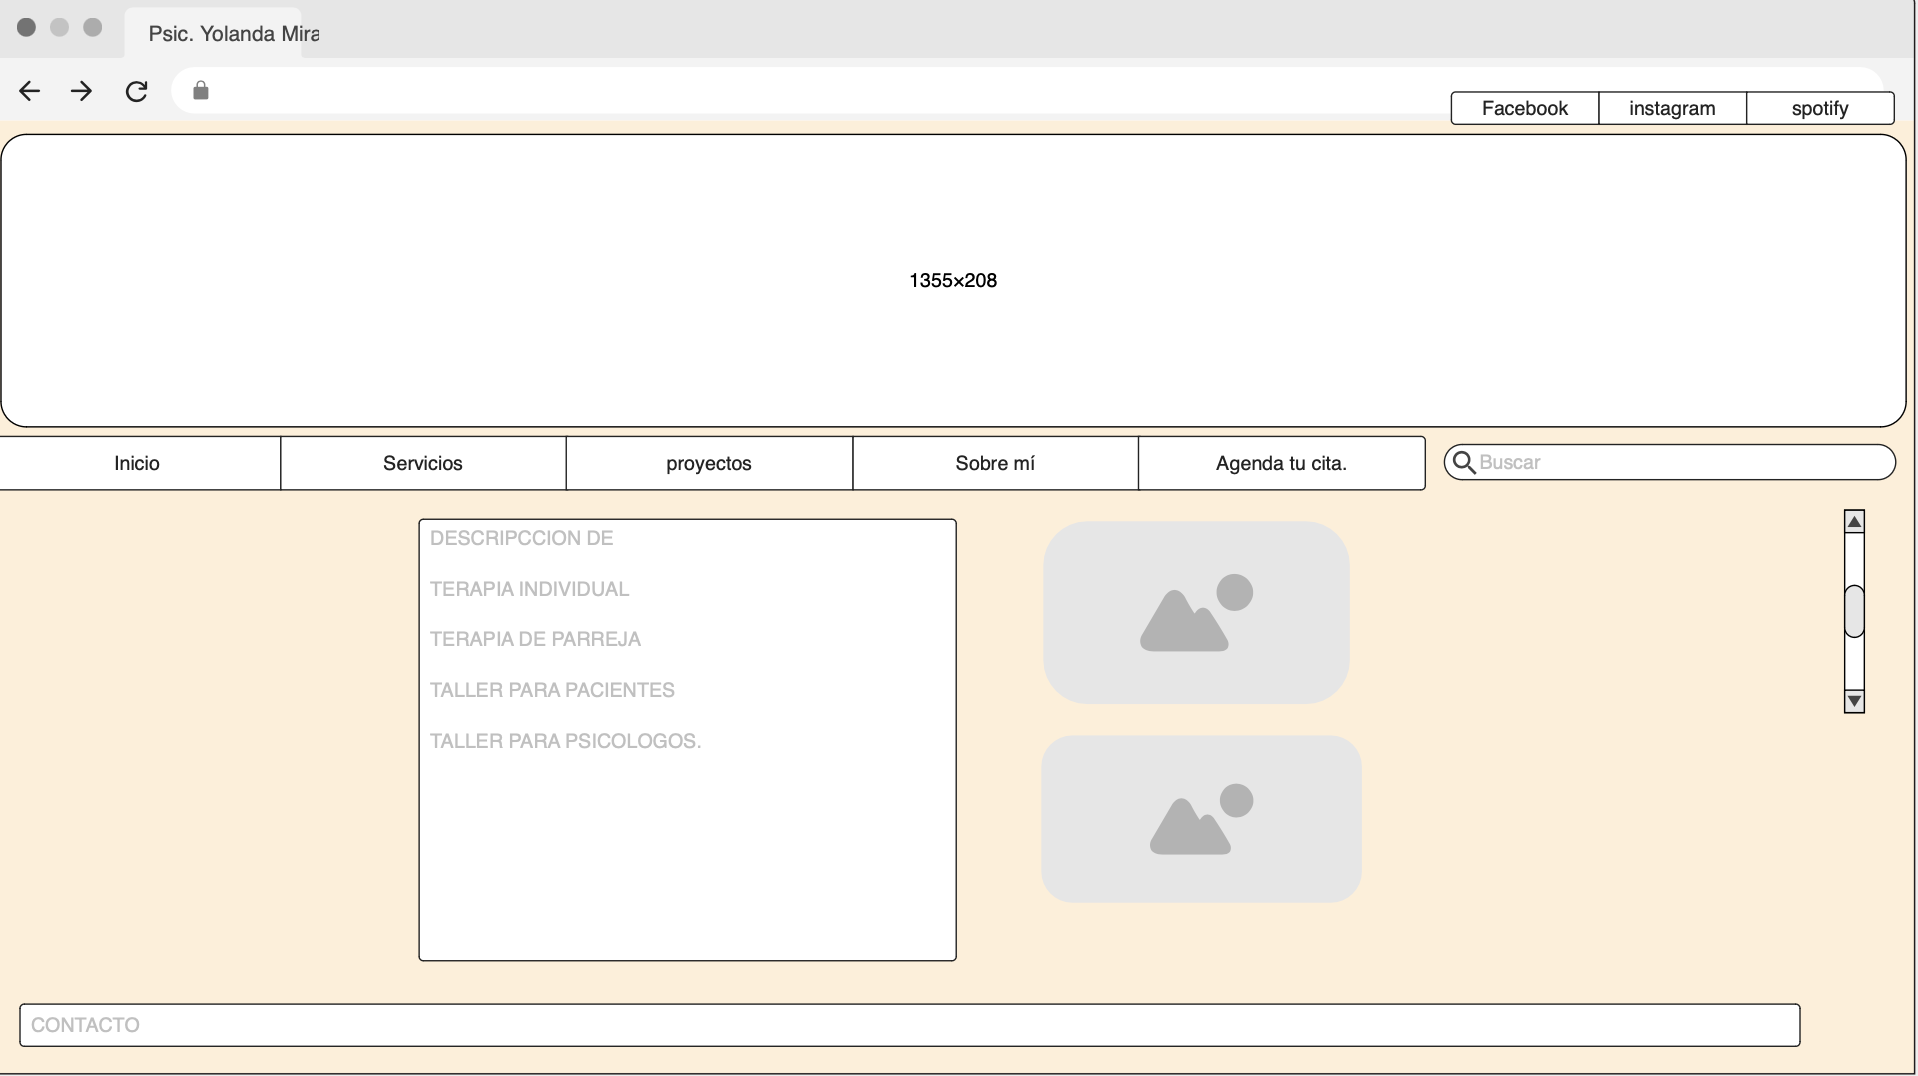 Psic. Yolanda Mira
Facebook instagram spotify
1355×208
Inicio Servicios proyectos Sobre mí Agenda tu cita. Buscar
DESCRIPCCION DE
TERAPIA INDIVIDUAL
TERAPIA DE PARREJA
TALLER PARA PACIENTES
TALLER PARA PSICOLOGOS.
CONTACTO